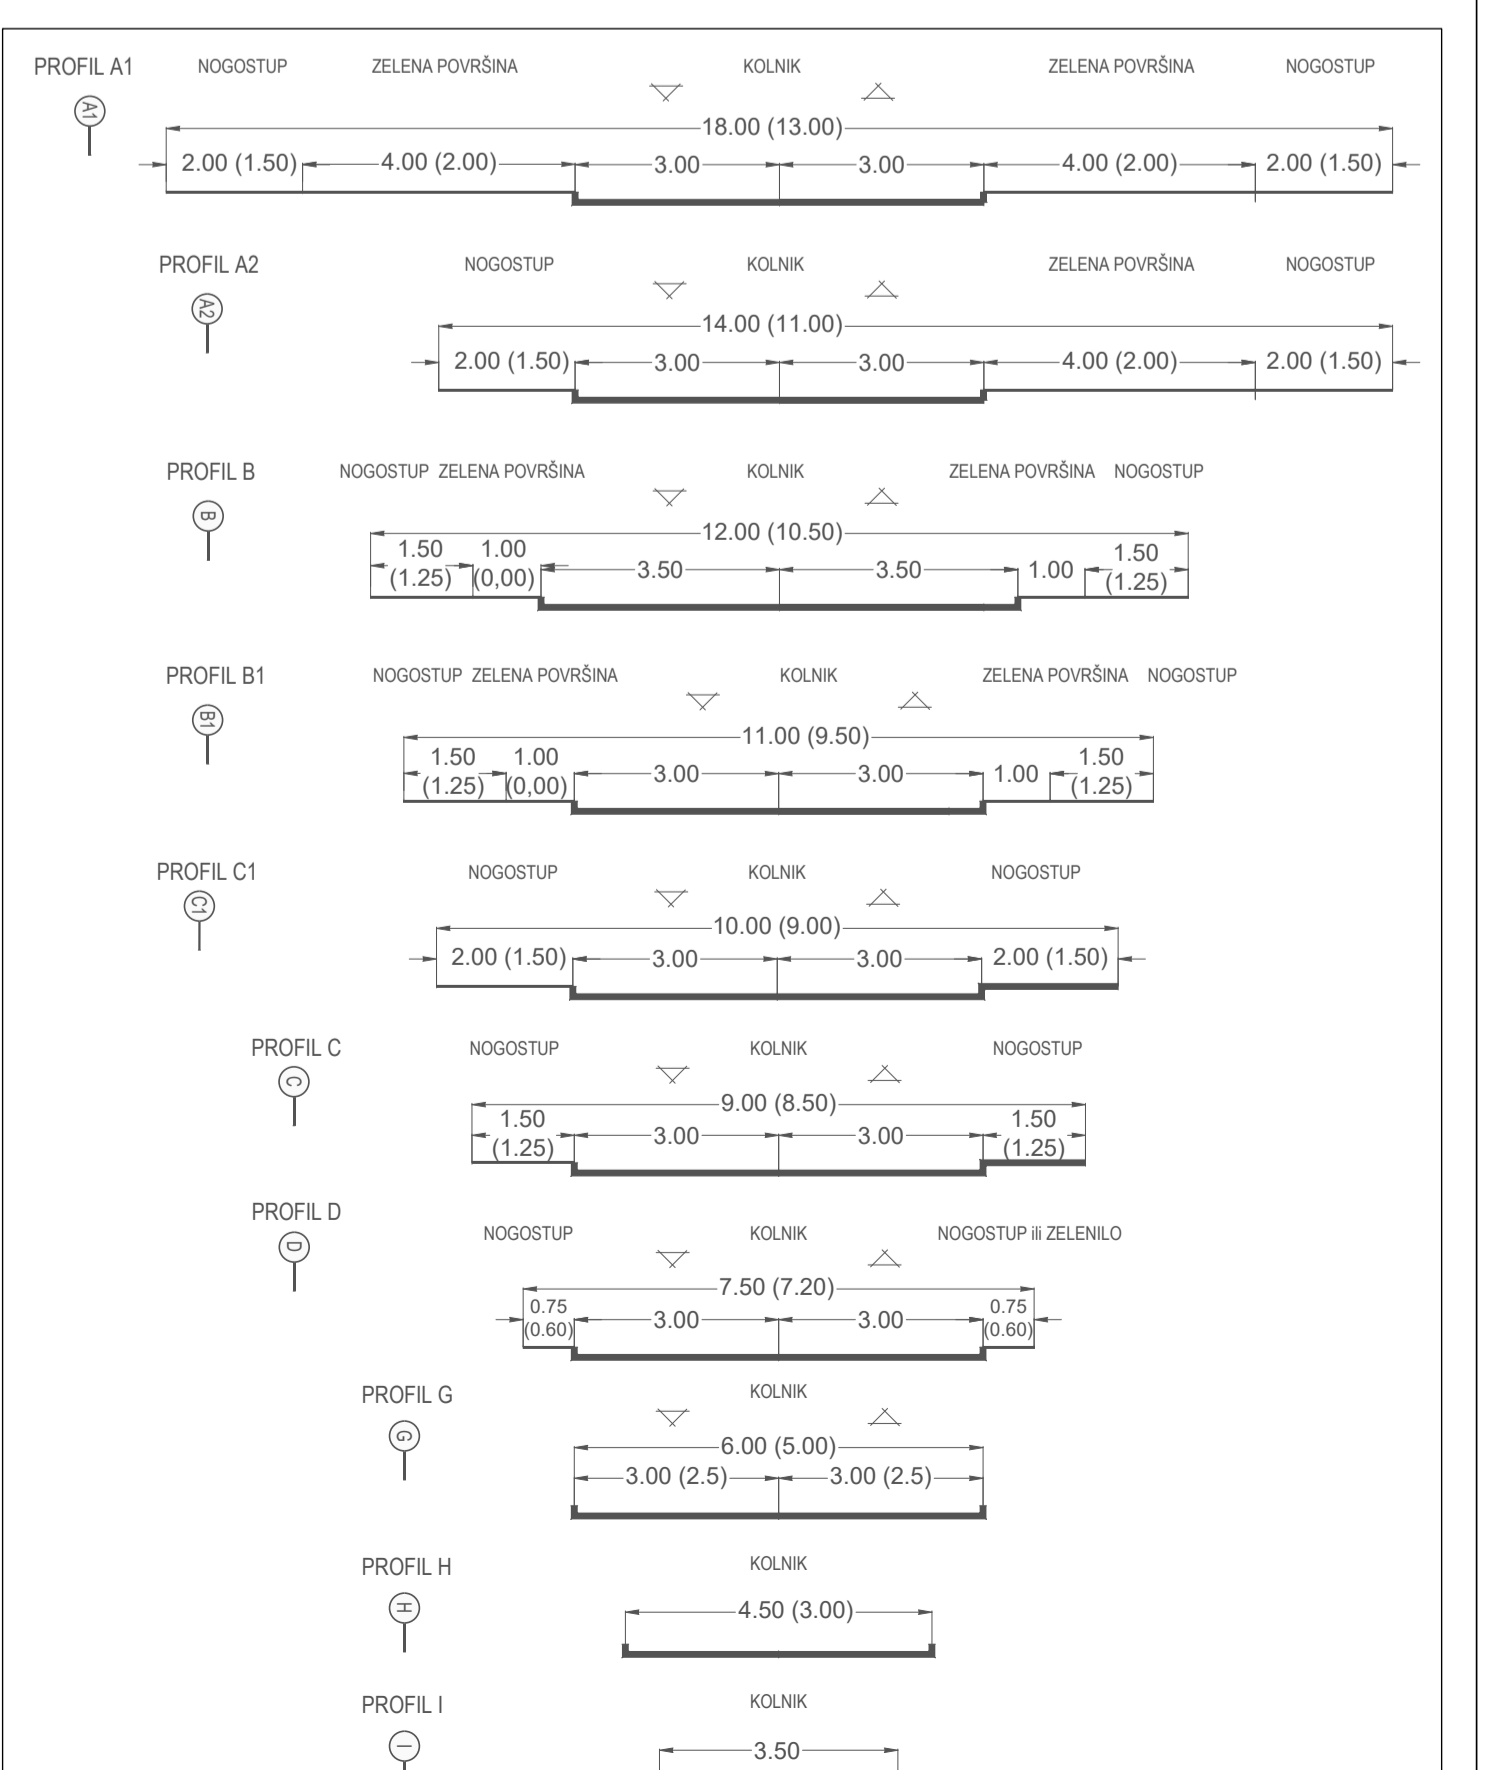 PROFIL A1 NOGOSTUP ZELENA POVRŠINA KOLNIK ZELENA POVRŠINA NOGOSTUP
A1
18.00 (13.00)
2.00 (1.50) 4.00 (2.00) 3.00 3.00 4.00 (2.00) 2.00 (1.50)
PROFIL A2 NOGOSTUP KOLNIK ZELENA POVRŠINA NOGOSTUP
A2
14.00 (11.00)
2.00 (1.50) 3.00 3.00 4.00 (2.00) 2.00 (1.50)
PROFIL B NOGOSTUP ZELENA POVRŠINA KOLNIK ZELENA POVRŠINA NOGOSTUP
B
12.00 (10.50)
1.50 1.00 1.50
3.50 3.50 1.00
(1.25) (0,00) (1.25)
PROFIL B1 NOGOSTUP ZELENA POVRŠINA KOLNIK ZELENA POVRŠINA NOGOSTUP
B1
11.00 (9.50)
1.50 1.00 1.50
3.00 3.00 1.00
(1.25) (0,00) (1.25)
PROFIL C1 NOGOSTUP KOLNIK NOGOSTUP
C1
10.00 (9.00)
2.00 (1.50) 3.00 3.00 2.00 (1.50)
PROFIL C NOGOSTUP KOLNIK NOGOSTUP
C
9.00 (8.50)
1.50 1.50
3.00 3.00
(1.25) (1.25)
PROFIL D
NOGOSTUP KOLNIK NOGOSTUP ili ZELENILO
D
7.50 (7.20)
0.75 0.75
3.00 3.00
(0.60) (0.60)
PROFIL G KOLNIK
G
6.00 (5.00)
3.00 (2.5) 3.00 (2.5)
PROFIL H KOLNIK
H
4.50 (3.00)
PROFIL I KOLNIK
I
3.50